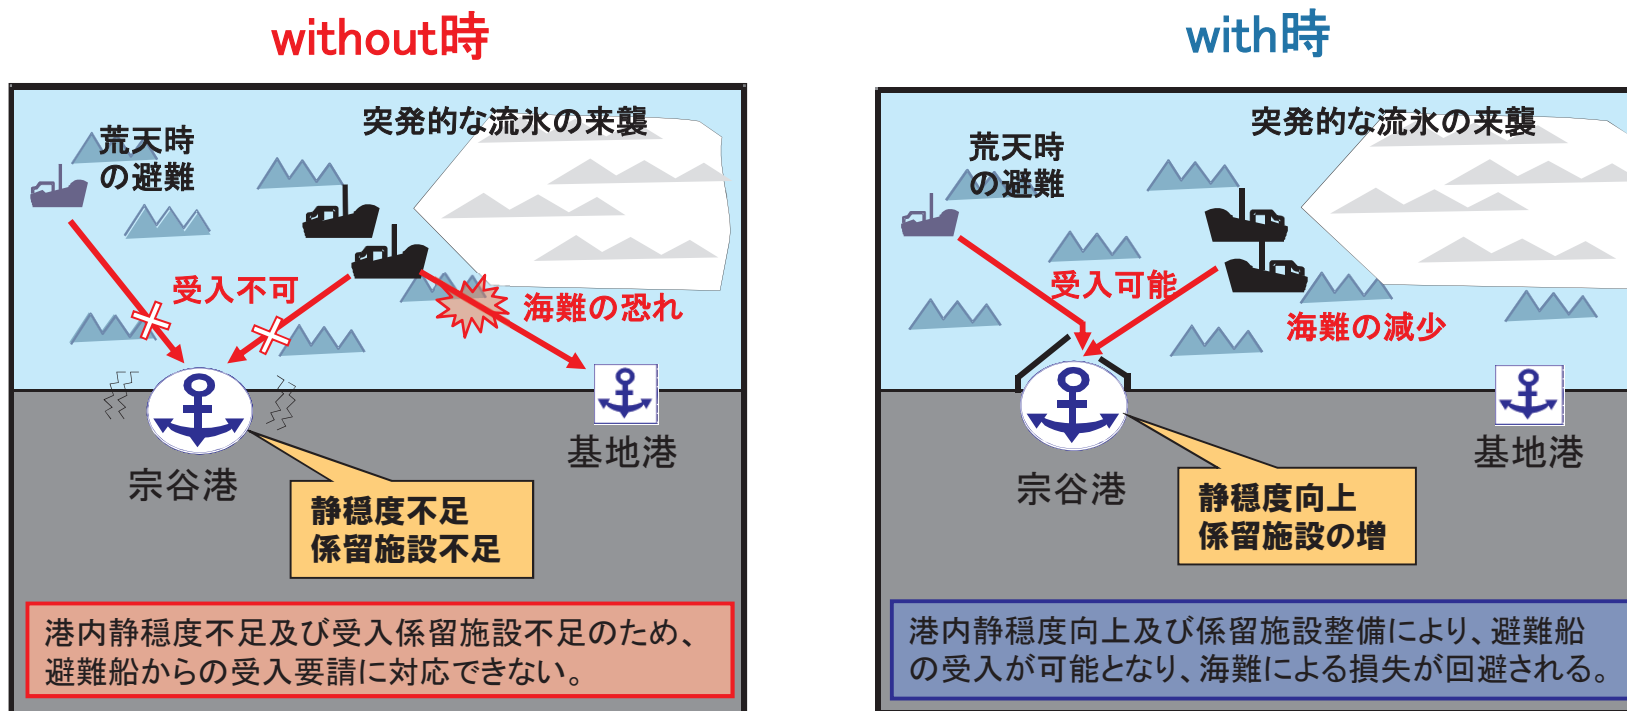 without時
突発的な流氷の来襲
荒天時
の避難
受入不可
海難の恐れ
基地港
宗谷港
静穏度不足
係留施設不足
港内静穏度不足及び受入係留施設不足のため、
避難船からの受入要請に対応できない。
with時
突発的な流氷の来襲
荒天時
の避難
受入可能
海難の減少
基地港
宗谷港
静穏度向上
係留施設の増
港内静穏度向上及び係留施設整備により、避難船
の受入が可能となり、海難による損失が回避される。